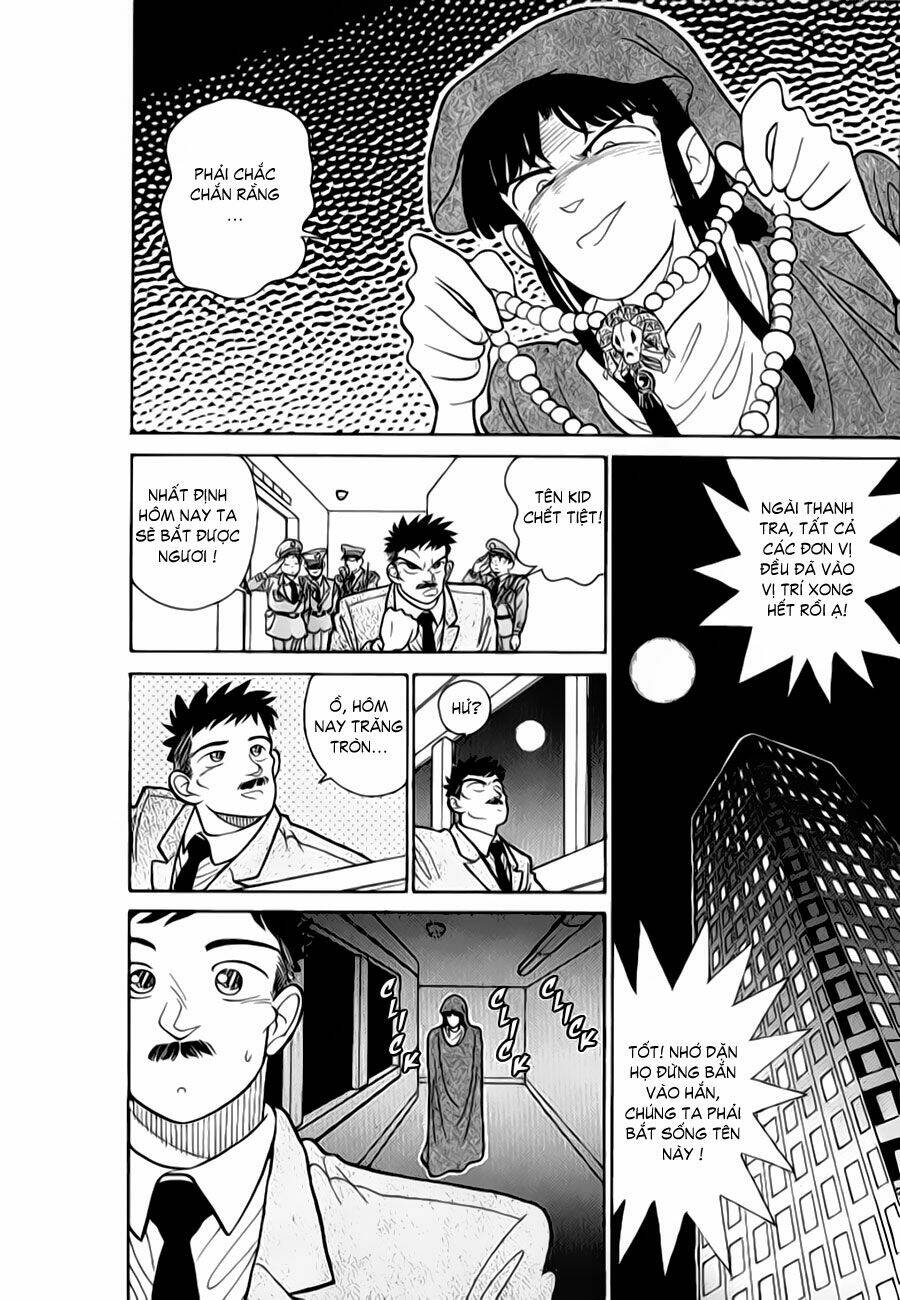 PHẢI CHẮC
CHẮN RẰNG
...
NGÀI THANH
TRA, TẤT CẢ
CÁC ĐƠN VỊ
ĐỀU ĐÃ VÀO
VỊ TRÍ XONG
HẾT RỒI Ạ!
TỐT! NHỚ DẶN
HỌ ĐỪNG BẮN
VÀO HẮN,
CHÚNG TA PHẢI
BẮT SỐNG TÊN
NÀY !
TÊN KID
CHẾT TIỆT!
NHẤT ĐỊNH
HÔM NAY TA
SẼ BẮT ĐƯỢC
NGƯƠI !
HỬ?
Ồ, HÔM
NAY TRĂNG
TRÒN...
CLICK
CLICK
CLICK
CLICK